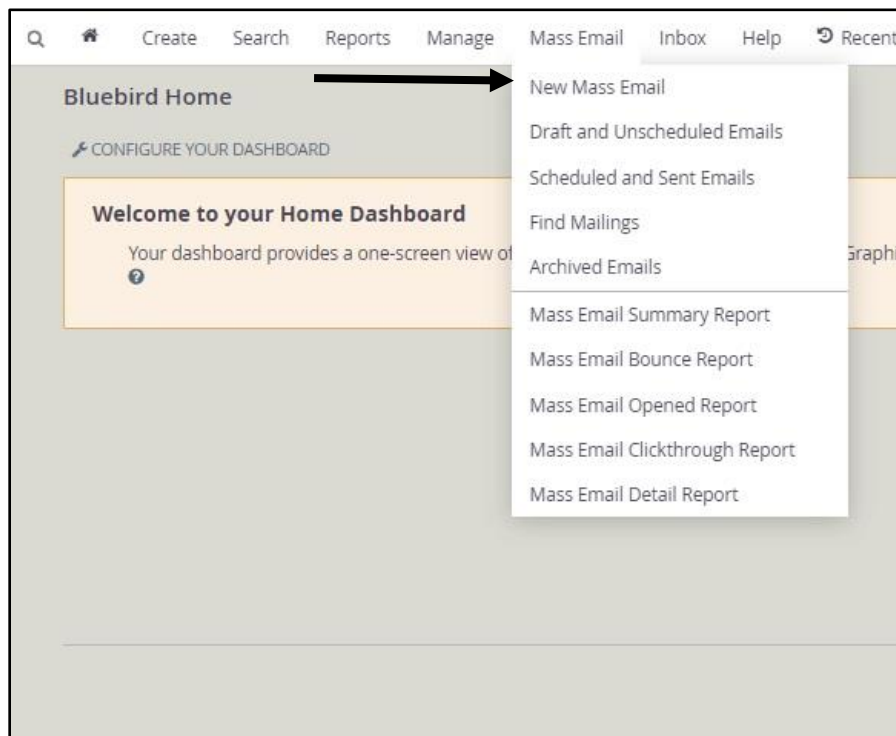 Create Search Reports Manage Mass Email Inbox Help Recent
Bluebird Home
CONFIGURE YOUR DASHBOARD
Welcome to your Home Dashboard
Your dashboard provides a one-screen view
New Mass Email
Draft and Unscheduled Emails
Scheduled and Sent Emails
Find Mailings
Archived Emails
Mass Email Summary Report
Mass Email Bounce Report
Mass Email Opened Report
Mass Email Clickthrough Report
Mass Email Detail Report